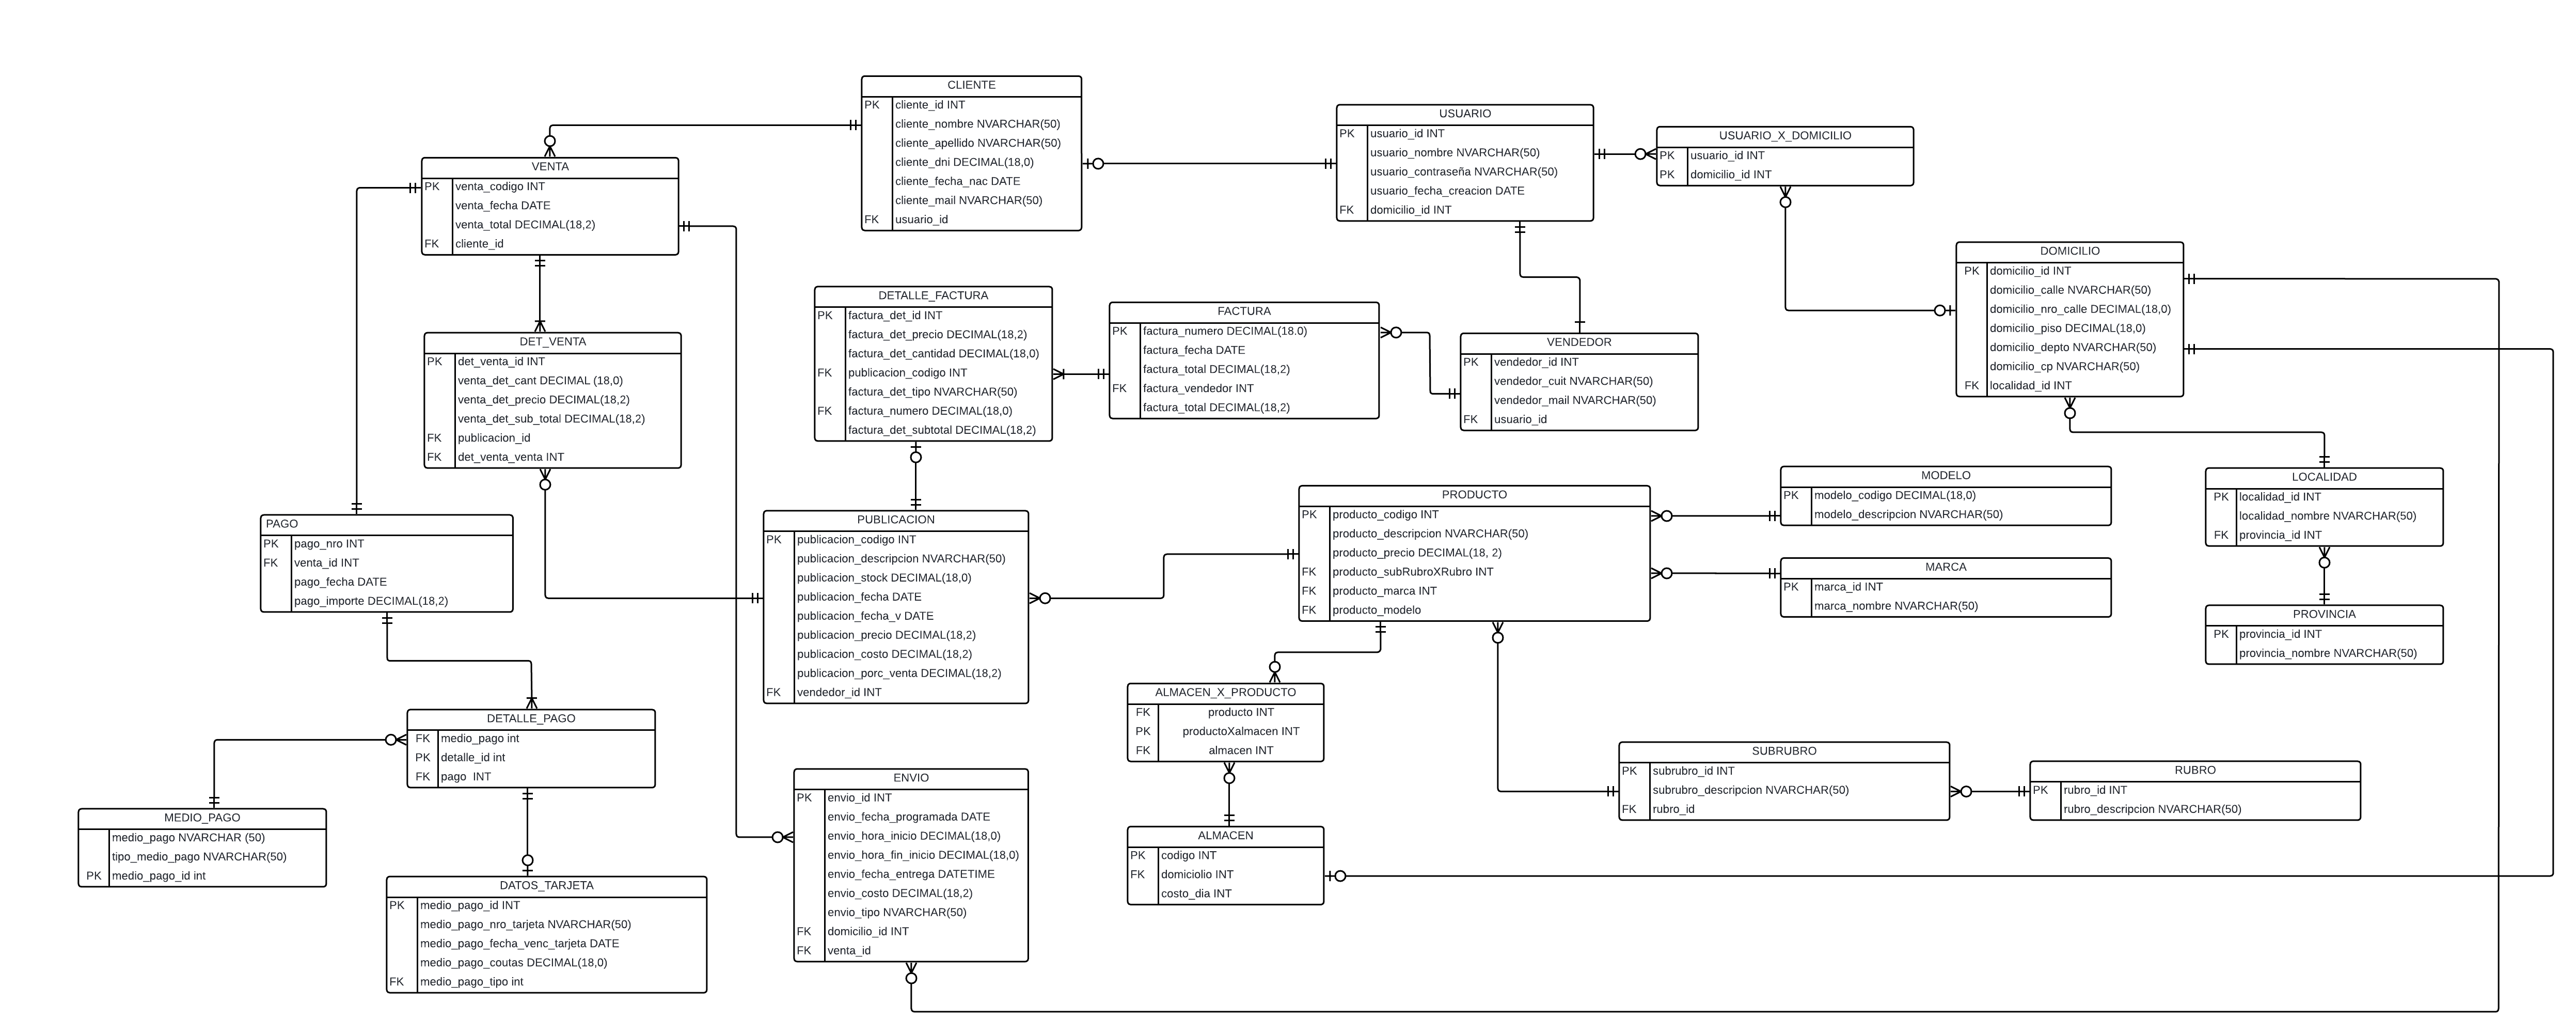 CLIENTE
PK cliente_id INT
cliente_nombre NVARCHAR(50)
cliente_apellido NVARCHAR(50)
cliente_dni DECIMAL(18,0)
cliente_fecha_nac DATE
cliente_mail NVARCHAR(50)
FK usuario_id
USUARIO
PK usuario_id INT
usuario_nombre NVARCHAR(50)
usuario_contraseña NVARCHAR(50)
usuario_fecha_creacion DATE
FK domicilio_id INT
USUARIO_X_DOMICILIO
PK usuario_id INT
PK domicilio_id INT
VENTA
PK venta_codigo INT
venta_fecha DATE
venta_total DECIMAL(18,2)
FK cliente_id
DOMICILIO
PK domicilio_id INT
domicilio_calle NVARCHAR(50)
domicilio_nro_calle DECIMAL(18,0)
domicilio_piso DECIMAL(18,0)
domicilio_depto NVARCHAR(50)
domicilio_cp NVARCHAR(50)
FK localidad_id INT
DETALLE_FACTURA
PK factura_det_id INT
factura_det_precio DECIMAL(18,2)
factura_det_cantidad DECIMAL(18,0)
FK publicacion_codigo INT
factura_det_tipo NVARCHAR(50)
FK factura_numero DECIMAL(18,0)
factura_det_subtotal DECIMAL(18,2)
FACTURA
PK factura_numero DECIMAL(18.0)
factura_fecha DATE
factura_total DECIMAL(18,2)
FK factura_vendedor INT
factura_total DECIMAL(18,2)
VENDEDOR
PK vendedor_id INT
vendedor_cuit NVARCHAR(50)
vendedor_mail NVARCHAR(50)
FK usuario_id
DET_VENTA
PK det_venta_id INT
venta_det_cant DECIMAL (18,0)
venta_det_precio DECIMAL(18,2)
venta_det_sub_total DECIMAL(18,2)
FK publicacion_id
FK det_venta_venta INT
MODELO
PK modelo_codigo DECIMAL(18,0)
modelo_descripcion NVARCHAR(50)
LOCALIDAD
PK localidad_id INT
localidad_nombre NVARCHAR(50)
FK provincia_id INT
PRODUCTO
PK producto_codigo INT
producto_descripcion NVARCHAR(50)
producto_precio DECIMAL(18, 2)
FK producto_subRubroXRubro INT
FK producto_marca INT
FK producto_modelo
PUBLICACION
PK publicacion_codigo INT
publicacion_descripcion NVARCHAR(50)
publicacion_stock DECIMAL(18,0)
publicacion_fecha DATE
publicacion_fecha_v DATE
publicacion_precio DECIMAL(18,2)
publicacion_costo DECIMAL(18,2)
publicacion_porc_venta DECIMAL(18,2)
FK vendedor_id INT
PAGO
PK pago_nro INT
FK venta_id INT
pago_fecha DATE
pago_importe DECIMAL(18,2)
MARCA
PK marca_id INT
marca_nombre NVARCHAR(50)
PROVINCIA
PK provincia_id INT
provincia_nombre NVARCHAR(50)
ALMACEN_X_PRODUCTO
FK producto INT
PK productoXalmacen INT
FK almacen INT
DETALLE_PAGO
FK medio_pago int
PK detalle_id int
FK pago INT
SUBRUBRO
PK subrubro_id INT
subrubro_descripcion NVARCHAR(50)
FK rubro_id
RUBRO
PK rubro_id INT
rubro_descripcion NVARCHAR(50)
ENVIO
PK envio_id INT
envio_fecha_programada DATE
envio_hora_inicio DECIMAL(18,0)
envio_hora_fin_inicio DECIMAL(18,0)
envio_fecha_entrega DATETIME
envio_costo DECIMAL(18,2)
envio_tipo NVARCHAR(50)
FK domicilio_id INT
FK venta_id
MEDIO_PAGO
medio_pago NVARCHAR (50)
tipo_medio_pago NVARCHAR(50)
PK medio_pago_id int
ALMACEN
PK codigo INT
FK domiciolio INT
costo_dia INT
DATOS_TARJETA
PK medio_pago_id INT
medio_pago_nro_tarjeta NVARCHAR(50)
medio_pago_fecha_venc_tarjeta DATE
medio_pago_coutas DECIMAL(18,0)
FK medio_pago_tipo int